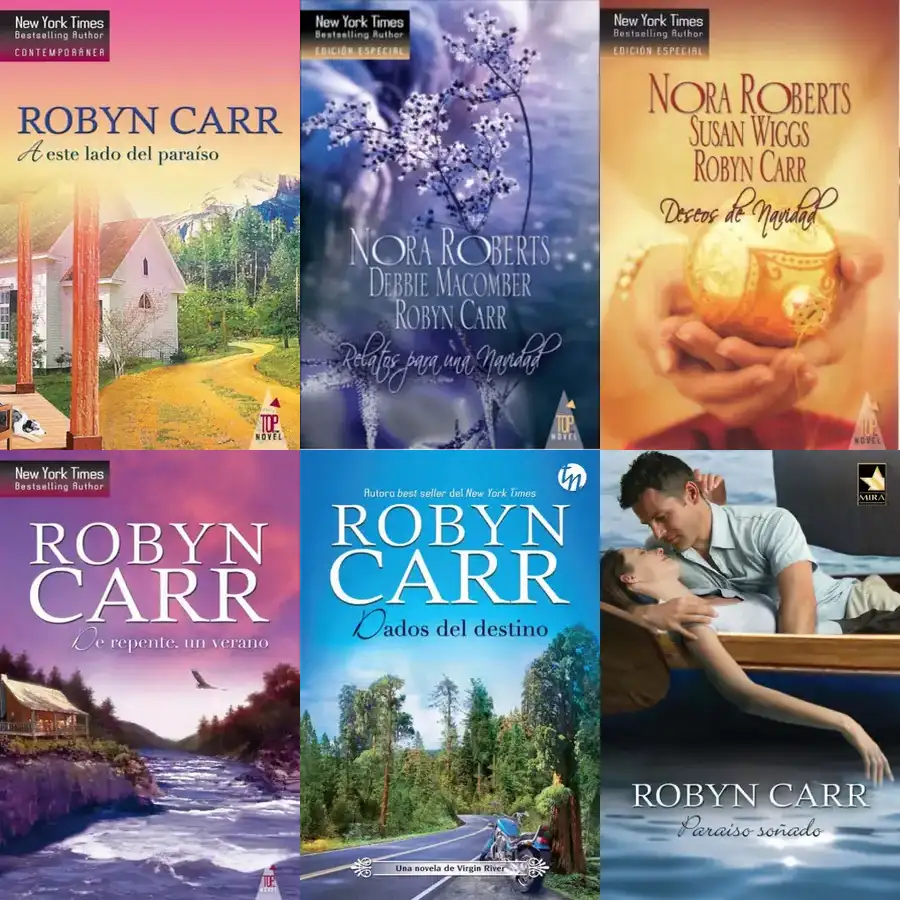 New York Times
Bestselling Author
CONTEMPORÁNEA
ROBYN CARR
A este lado del paraíso
TOP
NOVEL
New York Times
Bestselling Author
EDICIÓN ESPECIAL
NORA ROBERTS
DEBBIE MACOMBER
ROBYN CARR
Relatos para una Navidad
TOP
NOVEL
New York Times
Bestselling Author
EDICIÓN ESPECIAL
NORA ROBERTS
SUSAN WIGGS
ROBYN CARR
Deseos de Navidad
TOP
NOVEL
New York Times
Bestselling Author
ROBYN
CARR
De repente, un verano
TOP
NOVEL
tn
Autora best seller del New York Times
ROBYN
CARR
Dados del destino
Una novela de Virgin River
MIRA
ROBYN CARR
Paraíso soñado